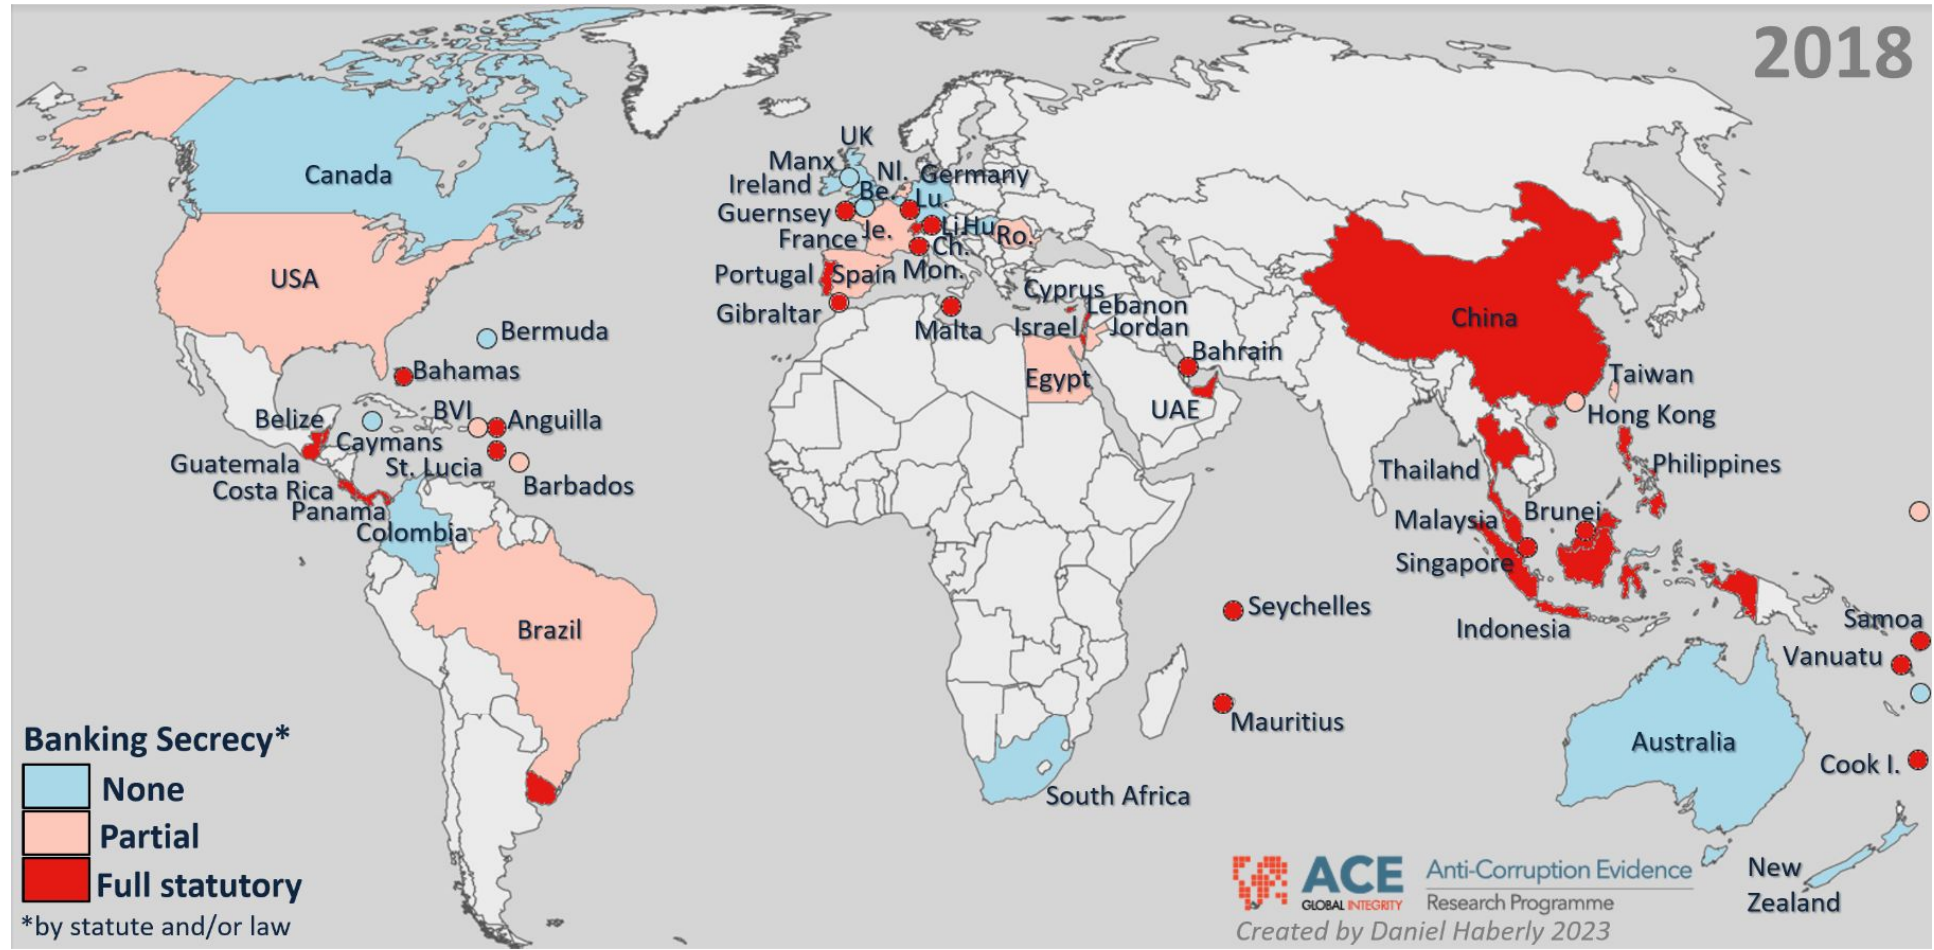 2018
Canada
USA
Bermuda
Bahamas
Belize
BVI
Anguilla
Caymans
Guatemala
St. Lucia
Costa Rica
Barbados
Panama
Colombia
Brazil
UK
Manx
Nl.
Germany
Ireland
Be.
Lu.
Guernsey
Je.
Li
Hu
Ro.
France
Ch.
Portugal
Spain
Mon.
Gibraltar
Malta
Cyprus
Lebanon
Israel
Jordan
Egypt
Bahrain
UAE
China
Taiwan
Hong Kong
Thailand
Philippines
Malaysia
Brunei
Singapore
Indonesia
Seychelles
Mauritius
South Africa
Samoa
Vanuatu
Australia
Cook I.
New
Zealand
Banking Secrecy*
None
Partial
Full statutory
*by statute and/or law
ACE
GLOBAL INTEGRITY
Anti-Corruption Evidence
Research Programme
Created by Daniel Haberly 2023